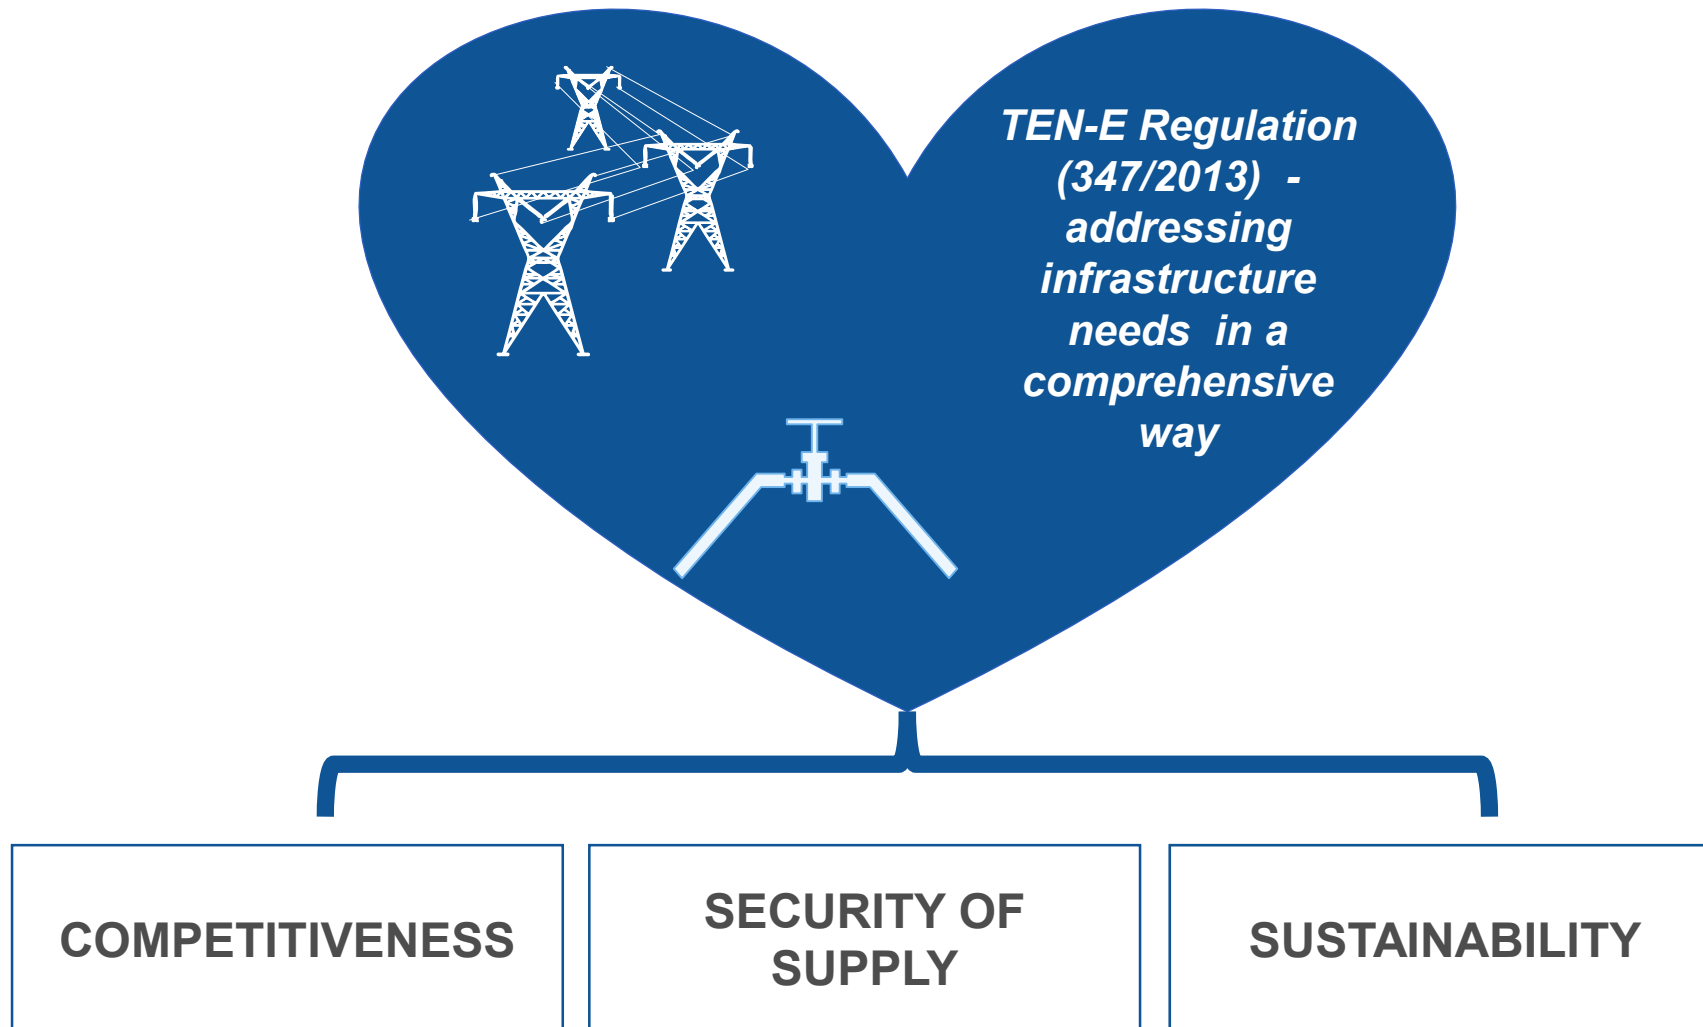 TEN-E Regulation
(347/2013) -
addressing
infrastructure
needs in a
comprehensive
way
COMPETITIVENESS
SECURITY OF
SUPPLY
SUSTAINABILITY